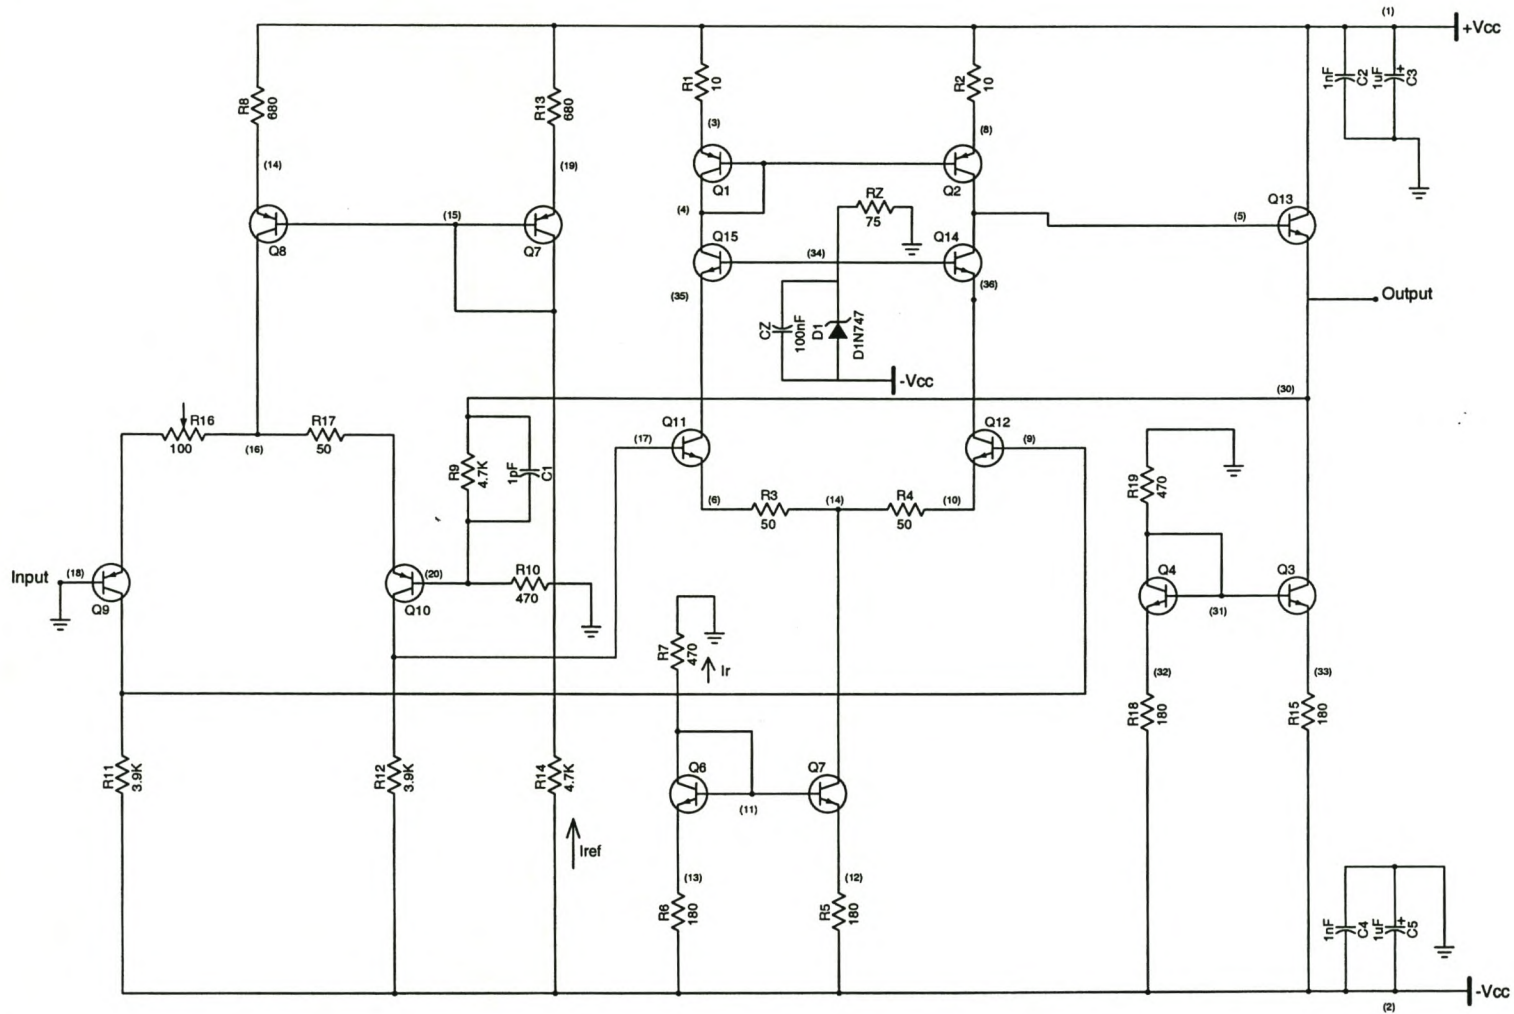 (1)
+Vcc
R8
680
R13
680
R1
10
R2
10
1nF
C2
1uF
+
C3
(3)
(8)
(14)
(19)
Q1
Q2
RZ
75
Q13
(15)
(4)
(5)
Q8
Q7
Q15
(34)
Q14
(35)
(36)
Output
CZ
100nF
D1
D1N747
-Vcc
(30)
R16
100
R17
50
(16)
Q11
(17)
Q12
(9)
R9
4.7K
1pF
C1
R19
470
(6)
R3
50
(14)
R4
50
(10)
Input
(18)
Q9
(20)
Q10
R10
470
Q4
Q3
(31)
R7
470
Ir
(32)
(33)
R18
180
R15
180
R11
3.9K
R12
3.9K
R14
4.7K
Q6
Q7
(11)
Iref
(13)
(12)
R6
180
R5
180
1nF
C4
1uF
+
C5
-Vcc
(2)